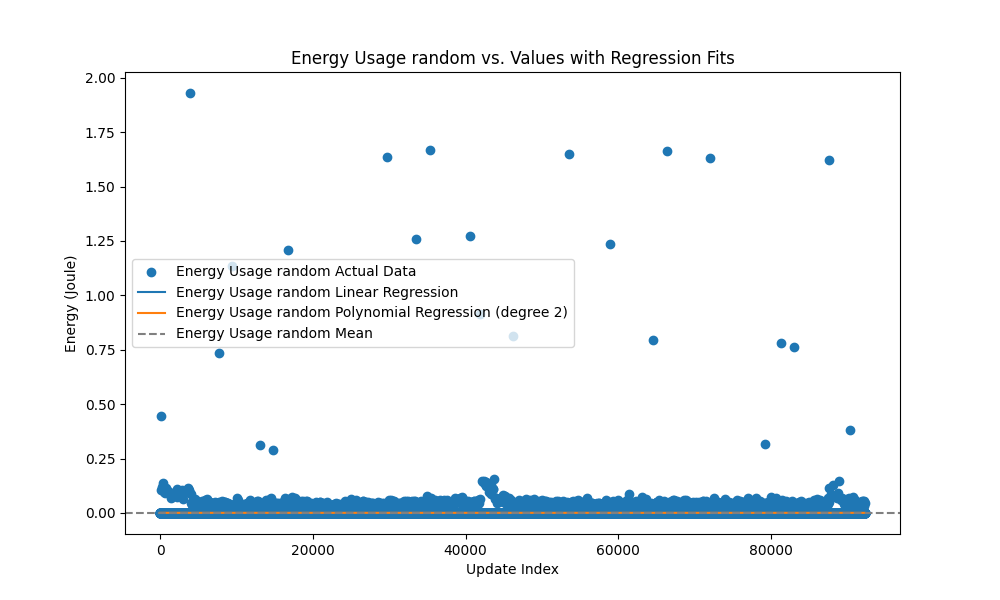 Energy Usage random vs. Values with Regression Fits
2.00
1.75
1.50
1.25
1.00
0.75
0.50
0.25
0.00
Energy (Joule)
Energy Usage random Actual Data
Energy Usage random Linear Regression
Energy Usage random Polynomial Regression (degree 2)
Energy Usage random Mean
0 20000 40000 60000 80000
Update Index